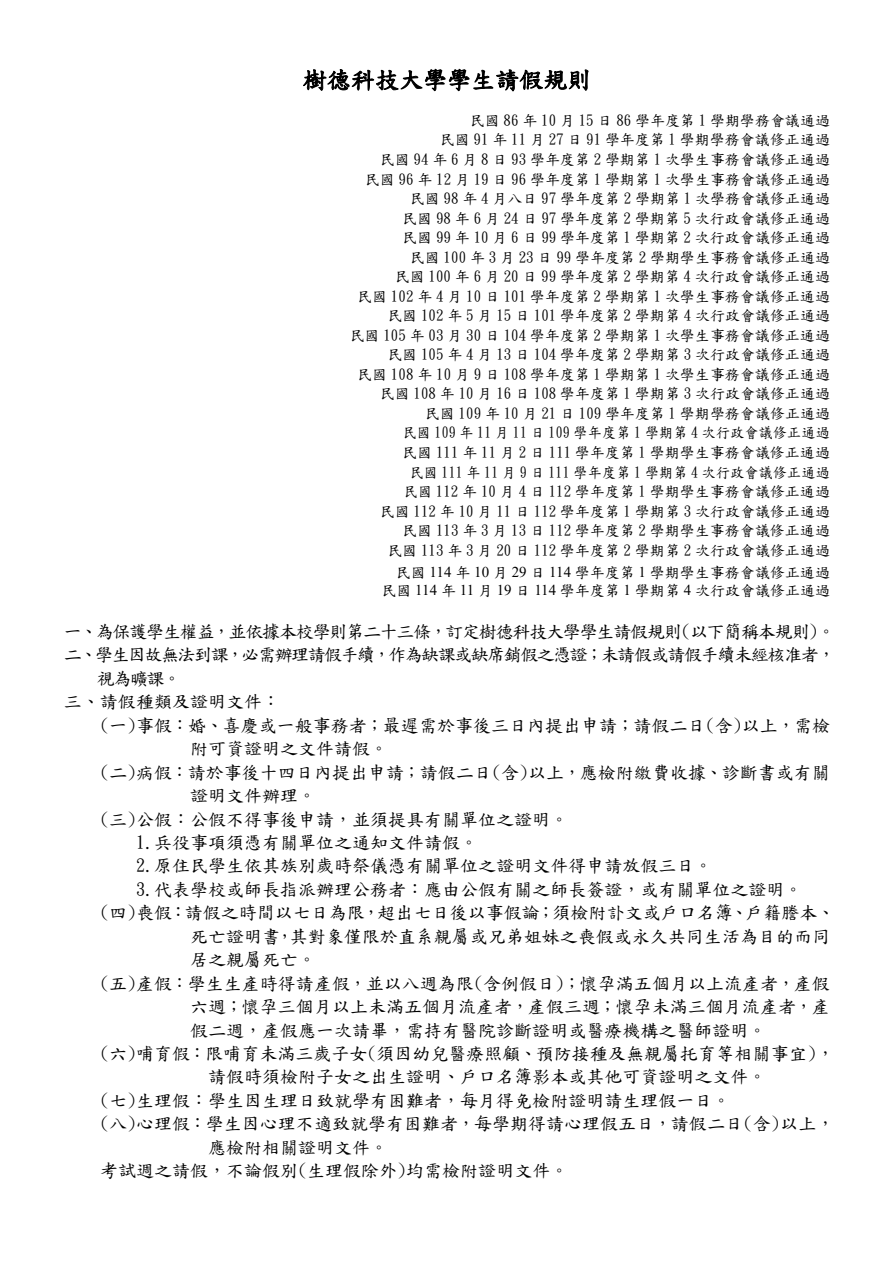 樹德科技大學學生請假規則
民國 86 年 10 月 15 日 86 學年度第 1 學期學務會議通過
民國 91 年 11 月 27 日 91 學年度第 1 學期學務會議修正通過
民國 94 年 6 月 8 日 93 學年度第 2 學期第 1 次學生事務會議修正通過
民國 96 年 12 月 19 日 96 學年度第 1 學期第 1 次學生事務會議修正通過
民國 98 年 4 月八日 97 學年度第 2 學期第 1 次學務會議修正通過
民國 98 年 6 月 24 日 97 學年度第 2 學期第 5 次行政會議修正通過
民國 99 年 10 月 6 日 99 學年度第 1 學期第 2 次行政會議修正通過
民國 100 年 3 月 23 日 99 學年度第 2 學期學生事務會議修正通過
民國 100 年 6 月 20 日 99 學年度第 2 學期第 4 次行政會議修正通過
民國 102 年 4 月 10 日 101 學年度第 2 學期第 1 次學生事務會議修正通過
民國 102 年 5 月 15 日 101 學年度第 2 學期第 4 次行政會議修正通過
民國 105 年 03 月 30 日 104 學年度第 2 學期第 1 次學生事務會議修正通過
民國 105 年 4 月 13 日 104 學年度第 2 學期第 3 次行政會議修正通過
民國 108 年 10 月 9 日 108 學年度第 1 學期第 1 次學生事務會議修正通過
民國 108 年 10 月 16 日 108 學年度第 1 學期第 3 次行政會議修正通過
民國 109 年 10 月 21 日 109 學年度第 1 學期學務會議修正通過
民國 109 年 11 月 11 日 109 學年度第 1 學期第 4 次行政會議修正通過
民國 111 年 11 月 2 日 111 學年度第 1 學期學生事務會議修正通過
民國 111 年 11 月 9 日 111 學年度第 1 學期第 4 次行政會議修正通過
民國 112 年 10 月 4 日 112 學年度第 1 學期學生事務會議修正通過
民國 112 年 10 月 11 日 112 學年度第 1 學期第 3 次行政會議修正通過
民國 113 年 3 月 13 日 112 學年度第 2 學期學生事務會議修正通過
民國 113 年 3 月 20 日 112 學年度第 2 學期第 2 次行政會議修正通過
民國 114 年 10 月 29 日 114 學年度第 1 學期學生事務會議修正通過
民國 114 年 11 月 19 日 114 學年度第 1 學期第 4 次行政會議修正通過
一、為保護學生權益，並依據本校學則第二十三條，訂定樹德科技大學學生請假規則(以下簡稱本規則)。
二、學生因故無法到課，必需辦理請假手續，作為缺課或缺席銷假之憑證；未請假或請假手續未經核准者，
視為曠課。
三、請假種類及證明文件：
(一)事假：婚、喜慶或一般事務者；最遲需於事後三日內提出申請；請假二日(含)以上，需檢
附可資證明之文件請假。
(二)病假：請於事後十四日內提出申請；請假二日(含)以上，應檢附繳費收據、診斷書或有關
證明文件辦理。
(三)公假：公假不得事後申請，並須提具有關單位之證明。
1.兵役事項須憑有關單位之通知文件請假。
2.原住民學生依其族別歲時祭儀憑有關單位之證明文件得申請放假三日。
3.代表學校或師長指派辦理公務者：應由公假有關之師長簽證，或有關單位之證明。
(四)喪假：請假之時間以七日為限，超出七日後以事假論；須檢附訃文或戶口名簿、戶籍謄本、
死亡證明書，其對象僅限於直系親屬或兄弟姐妹之喪假或永久共同生活為目的而同
居之親屬死亡。
(五)產假：學生生產時得請產假，並以八週為限(含例假日)；懷孕滿五個月以上流產者，產假
六週；懷孕三個月以上未滿五個月流產者，產假三週；懷孕未滿三個月流產者，產
假二週，產假應一次請畢，需持有醫院診斷證明或醫療機構之醫師證明。
(六)哺育假：限哺育未滿三歲子女(須因幼兒醫療照顧、預防接種及無親屬托育等相關事宜)，
請假時須檢附子女之出生證明、戶口名簿影本或其他可資證明之文件。
(七)生理假：學生因生理日致就學有困難者，每月得免檢附證明請生理假一日。
(八)心理假：學生因心理不適致就學有困難者，每學期得請心理假五日，請假二日(含)以上，
應檢附相關證明文件。
考試週之請假，不論假別(生理假除外)均需檢附證明文件。